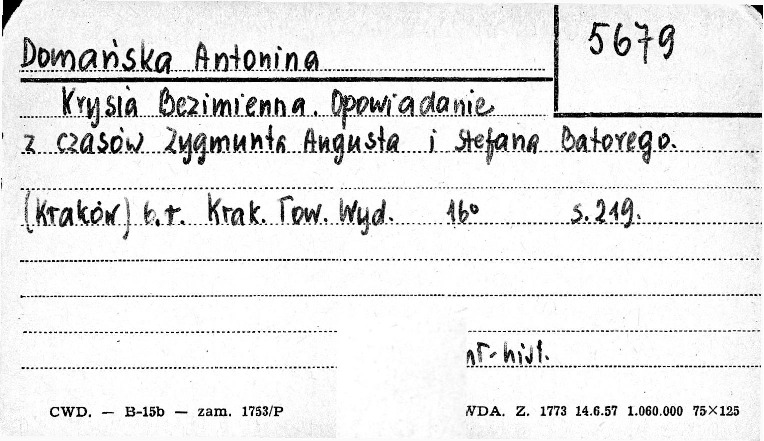 Domańska Antonina
5679
Krysia Bezimienna. Opowiadanie
z czasów Zygmunta Augusta i Stefana Batorego.
(Kraków) b.r. Krak. Tow. Wyd. 16° s.219.
hist.
CWD. — B-15b — zam. 1753/P
WDA. Z. 1773 14.6.57 1.060.000 75×125